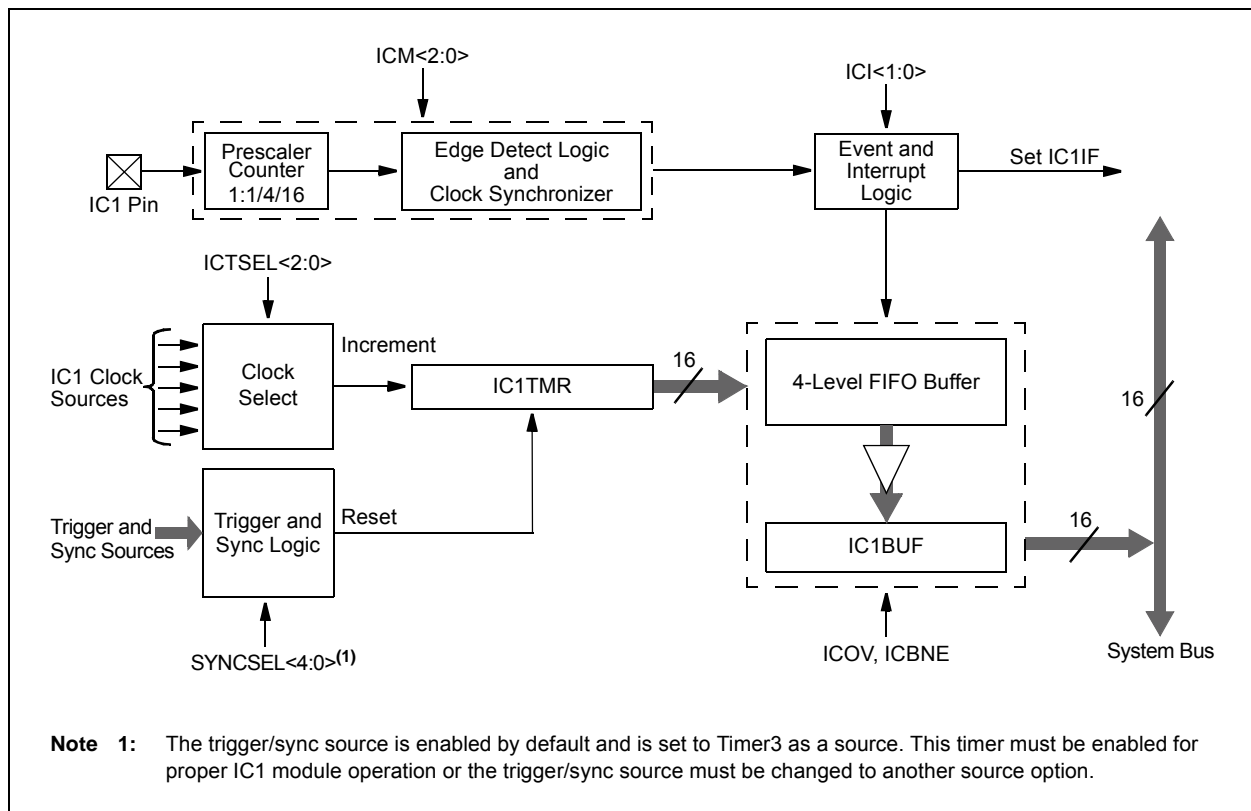 ICM<2:0>
ICI<1:0>
IC1 Pin
Prescaler
Counter
1:1/4/16
Edge Detect Logic
and
Clock Synchronizer
Event and
Interrupt
Logic
Set IC1IF
ICTSEL<2:0>
IC1 Clock
Sources
Clock
Select
Increment
IC1TMR
16
4-Level FIFO Buffer
16
Trigger and
Sync Sources
Trigger and
Sync Logic
Reset
IC1BUF
16
SYNCSEL<4:0>(1)
ICOV, ICBNE
System Bus
Note 1: The trigger/sync source is enabled by default and is set to Timer3 as a source. This timer must be enabled for
proper IC1 module operation or the trigger/sync source must be changed to another source option.